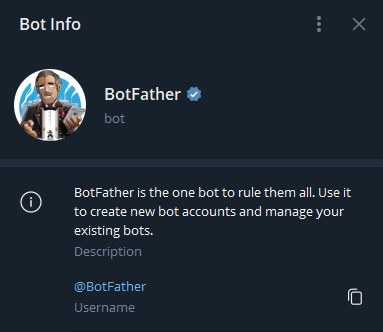 Bot Info
BotFather
bot
BotFather is the one bot to rule them all. Use it
to create new bot accounts and manage your
existing bots.
Description
@BotFather
Username